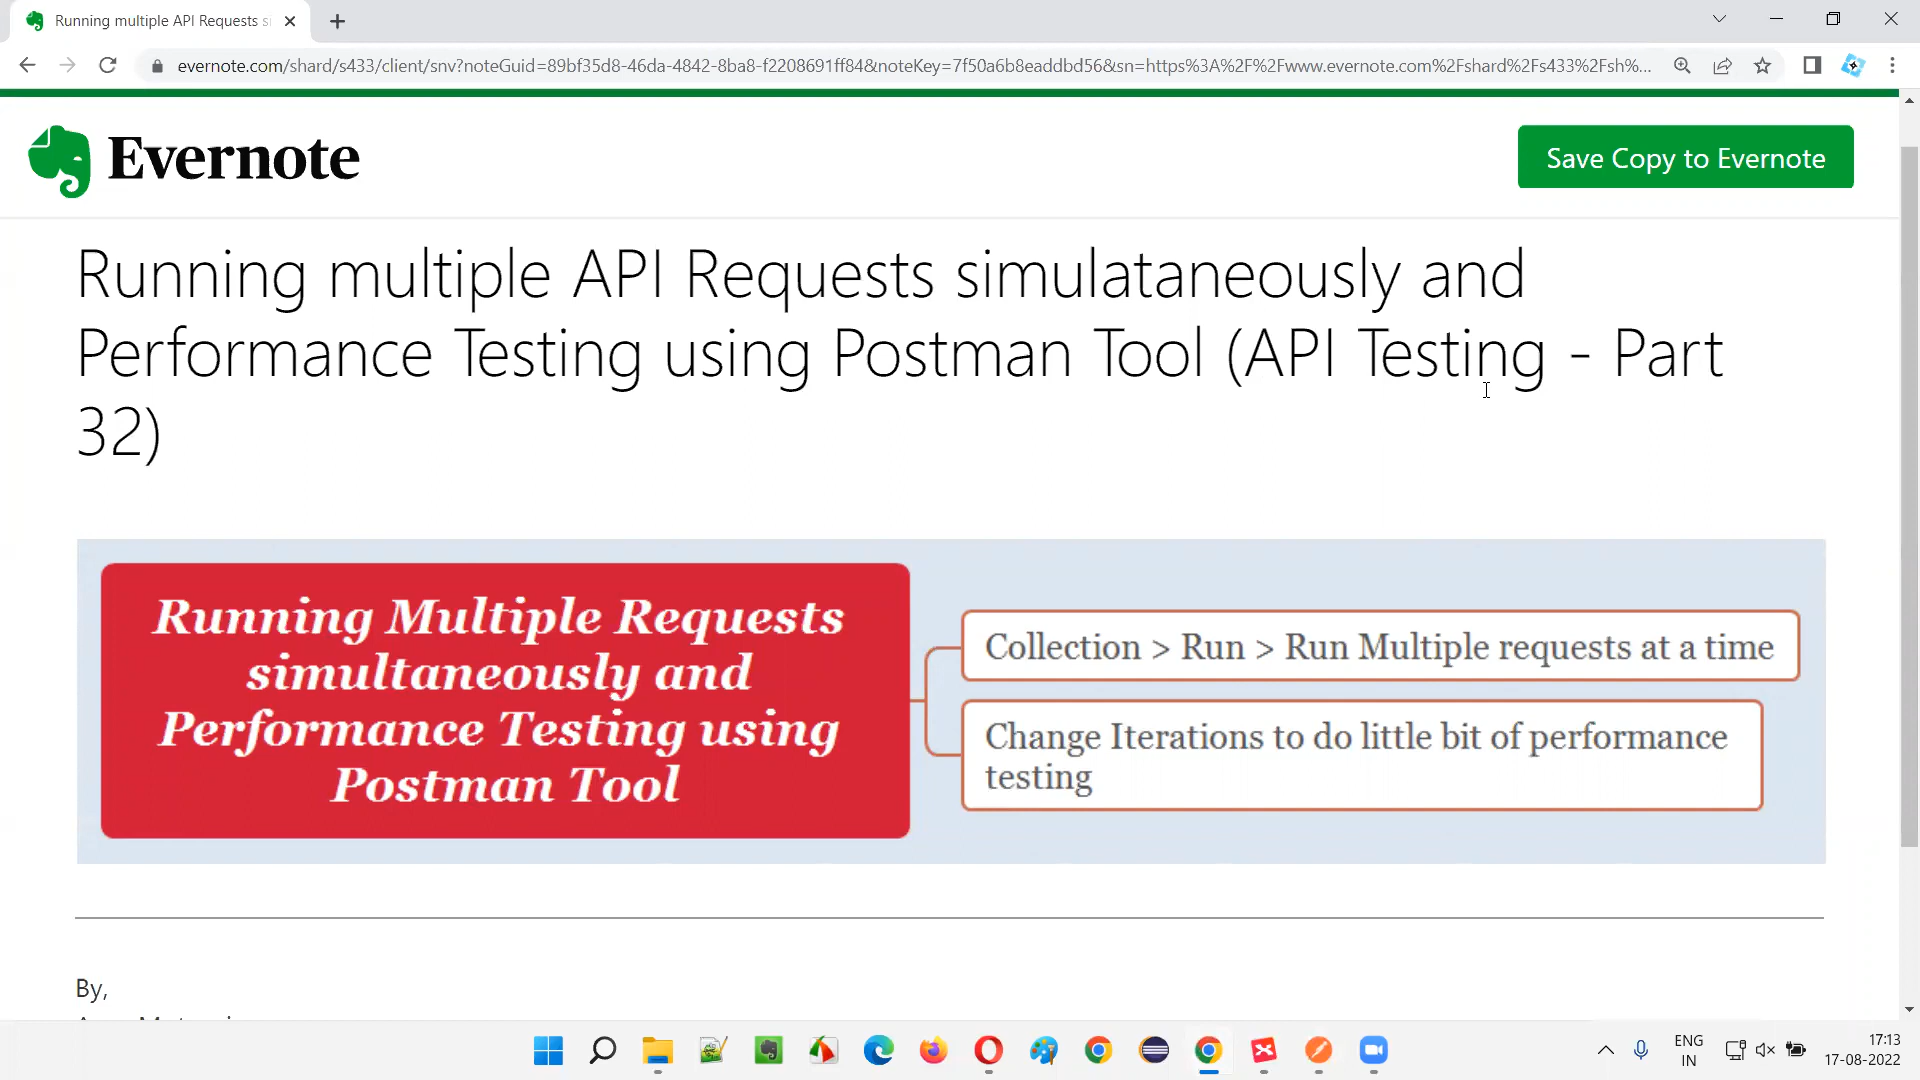 Running multiple API Requests si
evernote.com/shard/s433/client/snv?noteGuid=89bf35d8-46da-4842-8ba8-f2208691ff84&noteKey=7f50a6b8eaddbd56&sn=https%3A%2F%2Fwww.evernote.com%2Fshard%2Fs433%2Fsh%...
Evernote
Save Copy to Evernote
Running multiple API Requests simulataneously and
Performance Testing using Postman Tool (API Testing - Part
32)
Running Multiple Requests
simultaneously and
Performance Testing using
Postman Tool
Collection > Run > Run Multiple requests at a time
Change Iterations to do little bit of performance
testing
By,
ENG
IN
17:13
17-08-2022